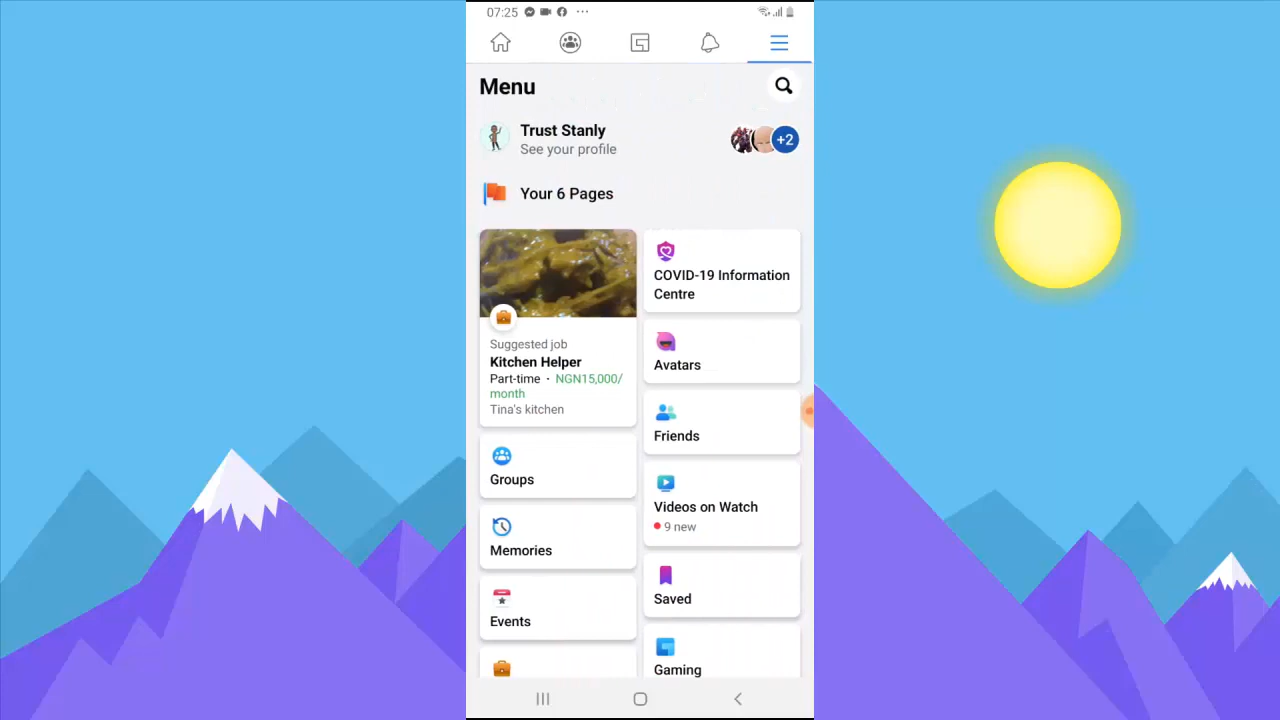 07:25 ...
Menu
Trust Stanly
See your profile
+2
Your 6 Pages
Suggested job
Kitchen Helper
Part-time · NGN15,000/
month
Tina's kitchen
Groups
Memories
Events
COVID-19 Information
Centre
Avatars
Friends
Videos on Watch
9 new
Saved
Gaming